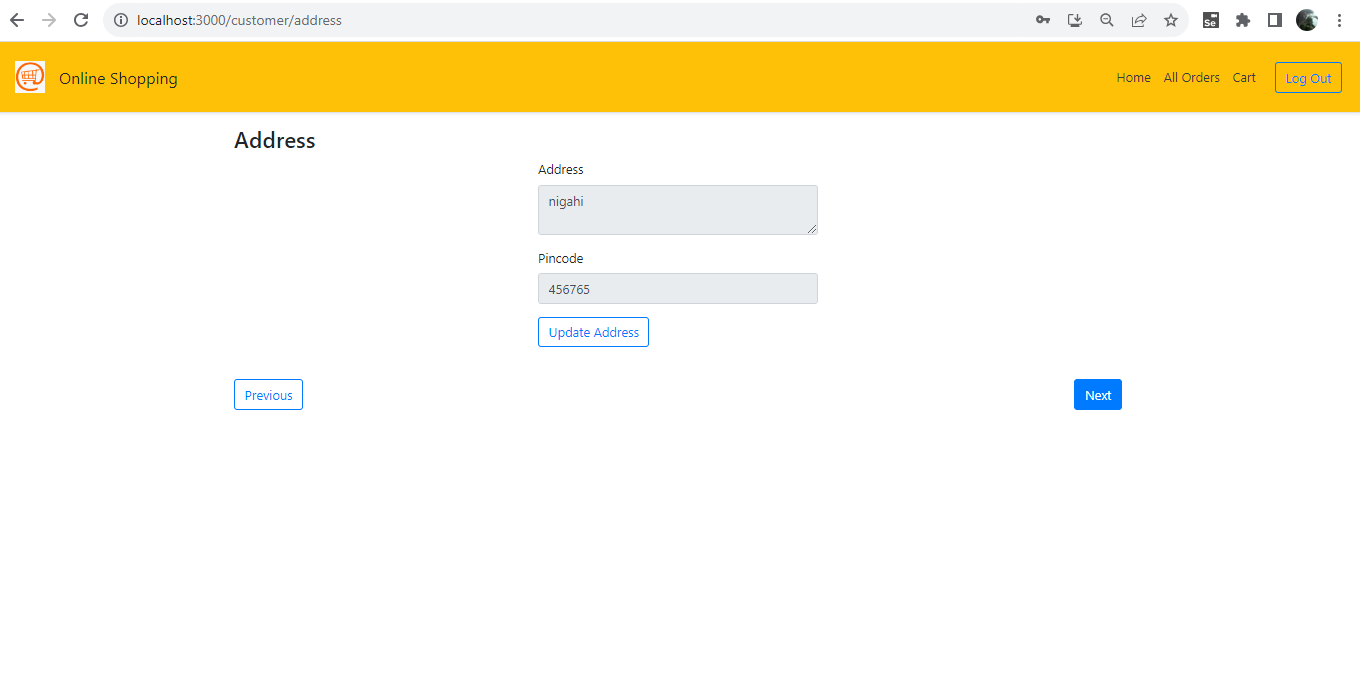 localhost:3000/customer/address
Se
Online Shopping
Home All Orders Cart Log Out
Address
Address
nigahi
Pincode
456765
Update Address
Previous Next